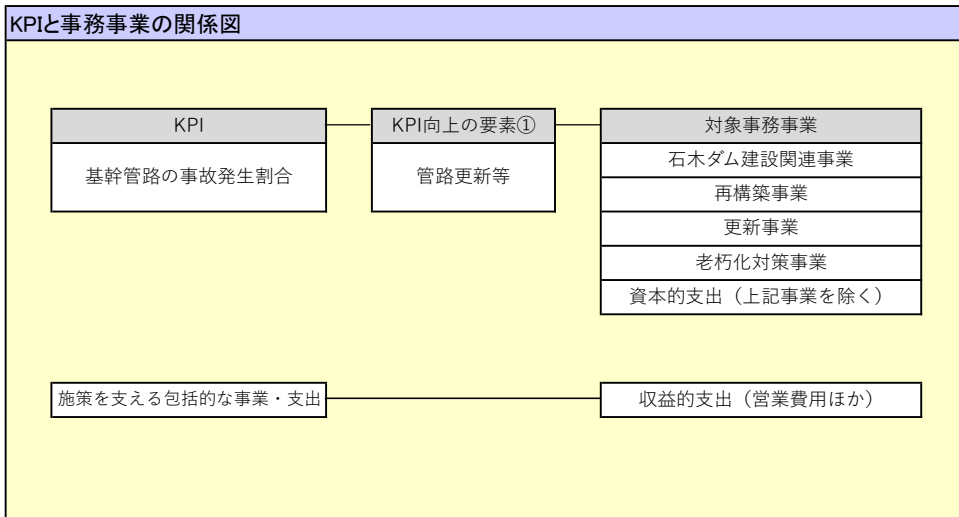 KPIと事務事業の関係図
KPI
KPI向上の要素①
対象事務事業
基幹管路の事故発生割合
管路更新等
石木ダム建設関連事業
再構築事業
更新事業
老朽化対策事業
資本的支出（上記事業を除く）
施策を支える包括的な事業・支出
収益的支出（営業費用ほか）